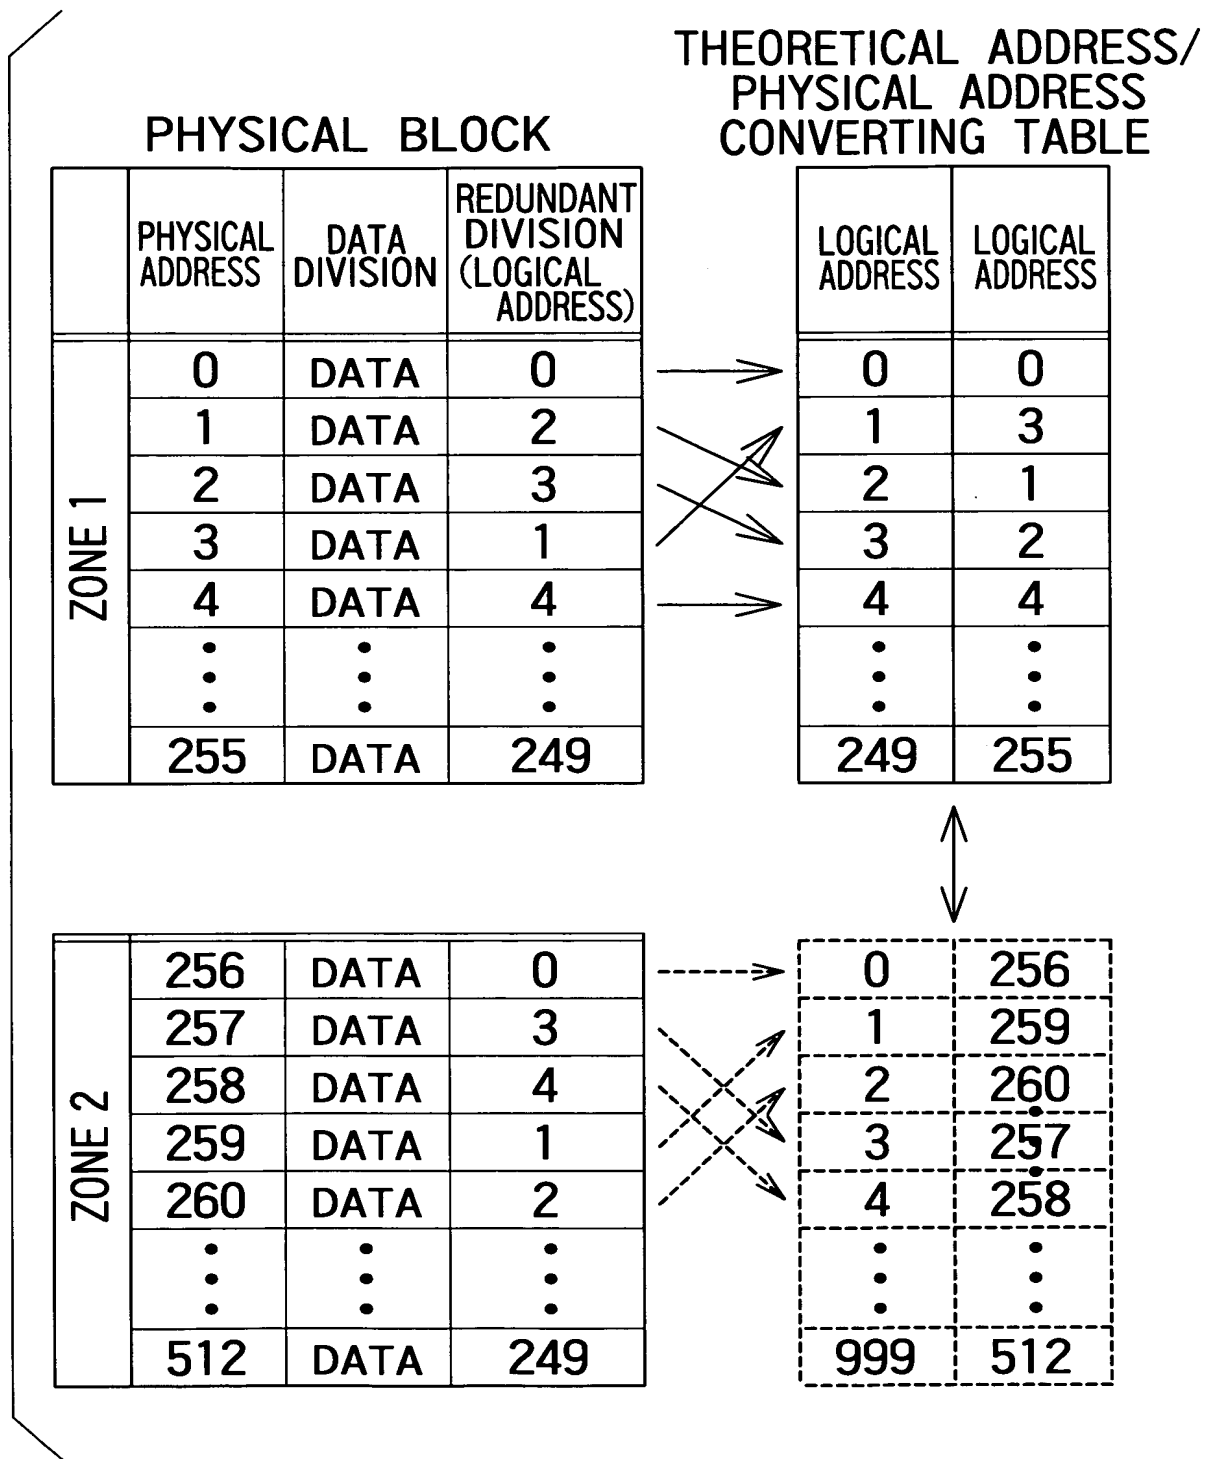 THEORETICAL ADDRESS/
PHYSICAL ADDRESS
CONVERTING TABLE
PHYSICAL BLOCK
PHYSICAL ADDRESS DATA DIVISION REDUNDANT DIVISION (LOGICAL ADDRESS) LOGICAL ADDRESS LOGICAL ADDRESS
ZONE 1
0 DATA 0 0 0
1 DATA 2 1 3
2 DATA 3 2 1
3 DATA 1 3 2
4 DATA 4 4 4
255 DATA 249 249 255
ZONE 2
256 DATA 0 0 256
257 DATA 3 1 259
258 DATA 4 2 260
259 DATA 1 3 257
260 DATA 2 4 258
512 DATA 249 999 512